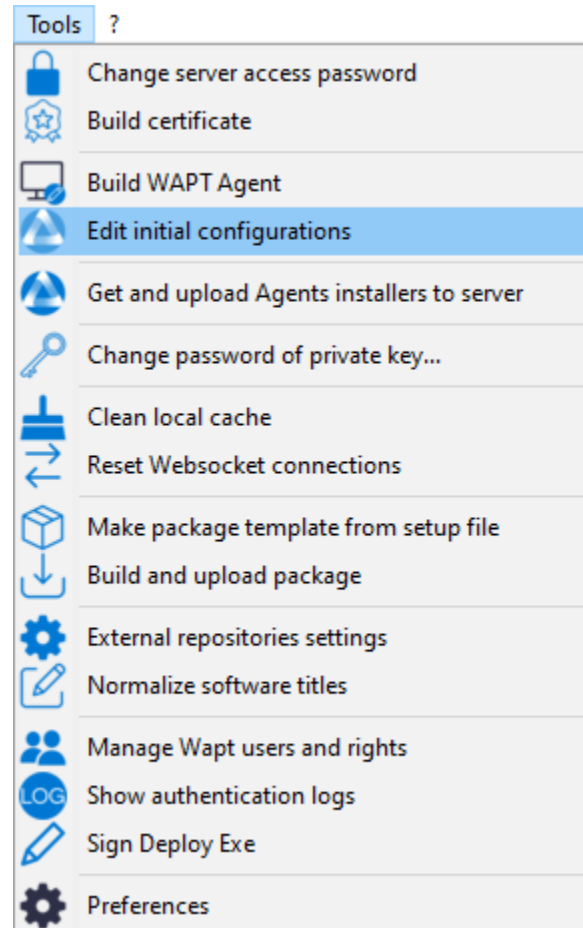 Tools ?
Change server access password
Build certificate
Build WAPT Agent
Edit initial configurations
Get and upload Agents installers to server
Change password of private key...
Clean local cache
Reset Websocket connections
Make package template from setup file
Build and upload package
External repositories settings
Normalize software titles
Manage Wapt users and rights
LOG Show authentication logs
Sign Deploy Exe
Preferences